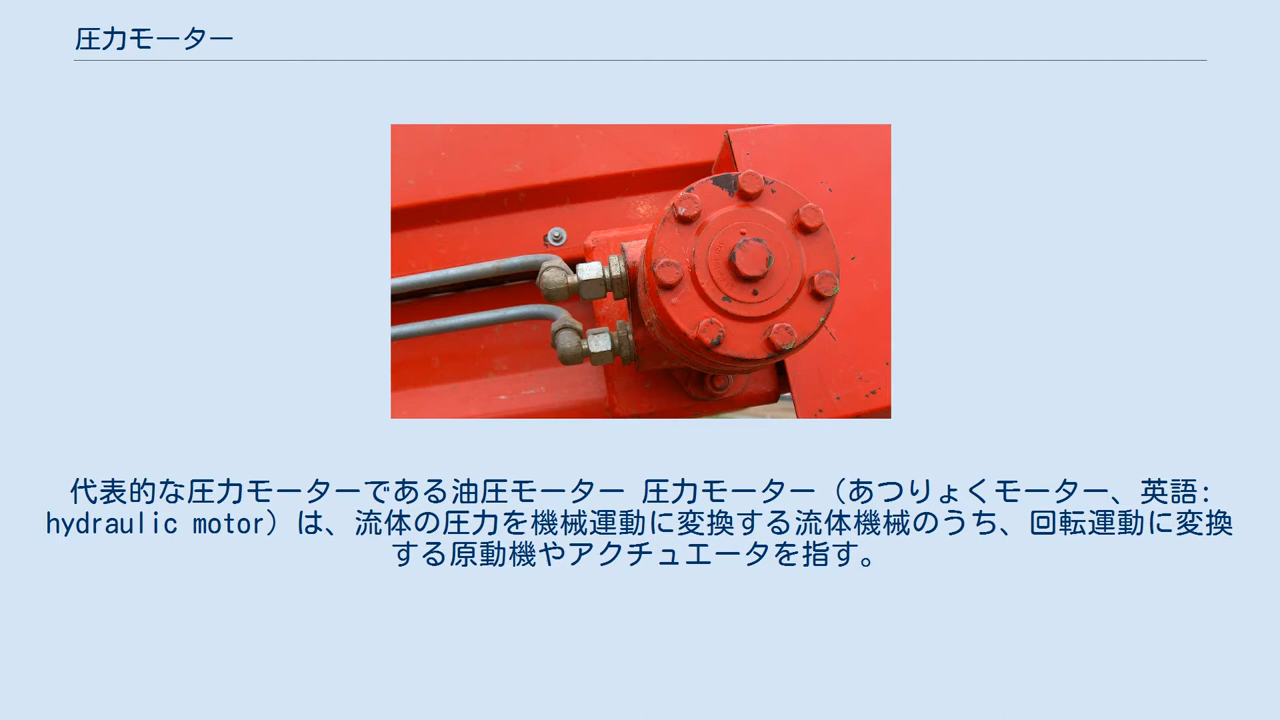 圧力モーター
代表的な圧力モーターである油圧モーター 圧力モーター（あつりょくモーター、英語:
hydraulic motor）は、流体の圧力を機械運動に変換する流体機械のうち、回転運動に変換
する原動機やアクチュエータを指す。